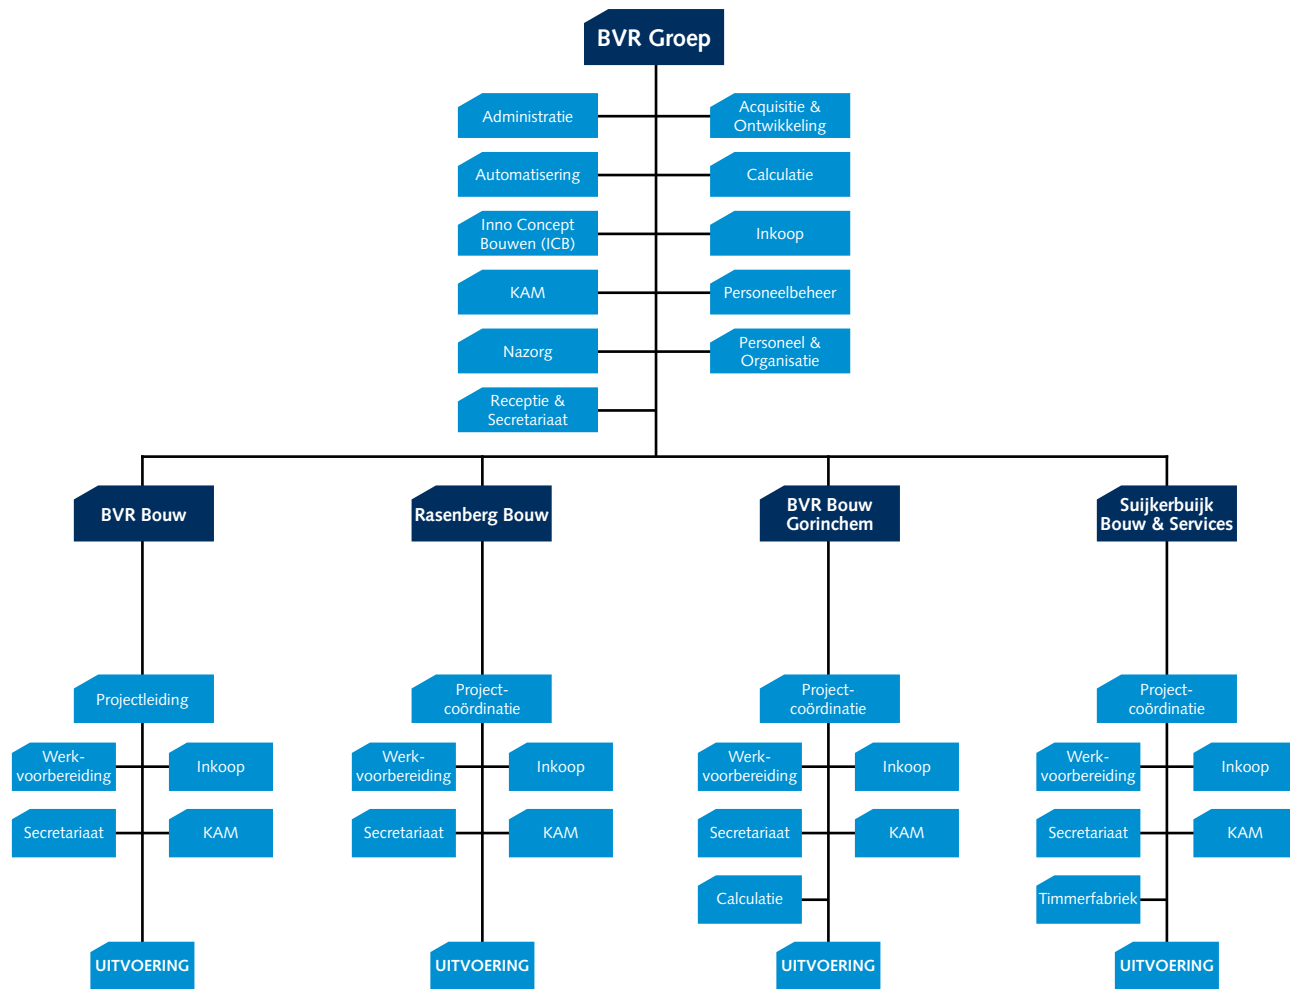 BVR Groep
Administratie
Acquisitie &
Ontwikkeling
Automatisering
Calculatie
Inno Concept
Bouwen (ICB)
Inkoop
KAM
Personeelbeheer
Nazorg
Personeel &
Organisatie
Receptie &
Secretariaat
BVR Bouw
Rasenberg Bouw
BVR Bouw
Gorinchem
Suijkerbuijk
Bouw & Services
Projectleiding
Project-
coördinatie
Project-
coördinatie
Project-
coördinatie
Werk-
voorbereiding
Inkoop
Werk-
voorbereiding
Inkoop
Werk-
voorbereiding
Inkoop
Werk-
voorbereiding
Inkoop
Secretariaat
KAM
Secretariaat
KAM
Secretariaat
KAM
Secretariaat
KAM
Calculatie
Timmerfabriek
UITVOERING
UITVOERING
UITVOERING
UITVOERING